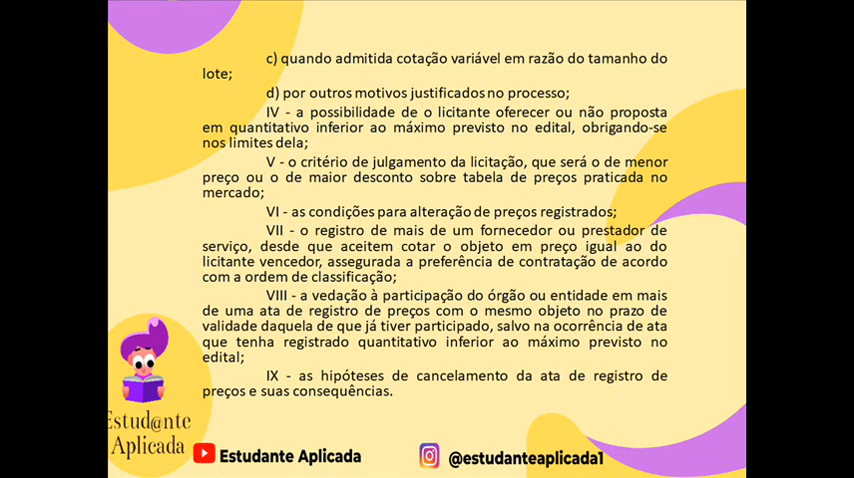 c) quando admitida cotação variável em razão do tamanho do
lote;
d) por outros motivos justificados no processo;
IV - a possibilidade de o licitante oferecer ou não proposta
em quantitativo inferior ao máximo previsto no edital, obrigando-se
nos limites dela;
V - o critério de julgamento da licitação, que será o de menor
preço ou o de maior desconto sobre tabela de preços praticada no
mercado;
VI - as condições para alteração de preços registrados;
VII - o registro de mais de um fornecedor ou prestador de
serviço, desde que aceitem cotar o objeto em preço igual ao do
licitante vencedor, assegurada a preferência de contratação de acordo
com a ordem de classificação;
VIII - a vedação à participação do órgão ou entidade em mais
de uma ata de registro de preços com o mesmo objeto no prazo de
validade daquela de que já tiver participado, salvo na ocorrência de ata
que tenha registrado quantitativo inferior ao máximo previsto no
edital;
IX - as hipóteses de cancelamento da ata de registro de
preços e suas consequências.
Estud@nte
Aplicada
Estudante Aplicada
@estudanteaplicada1